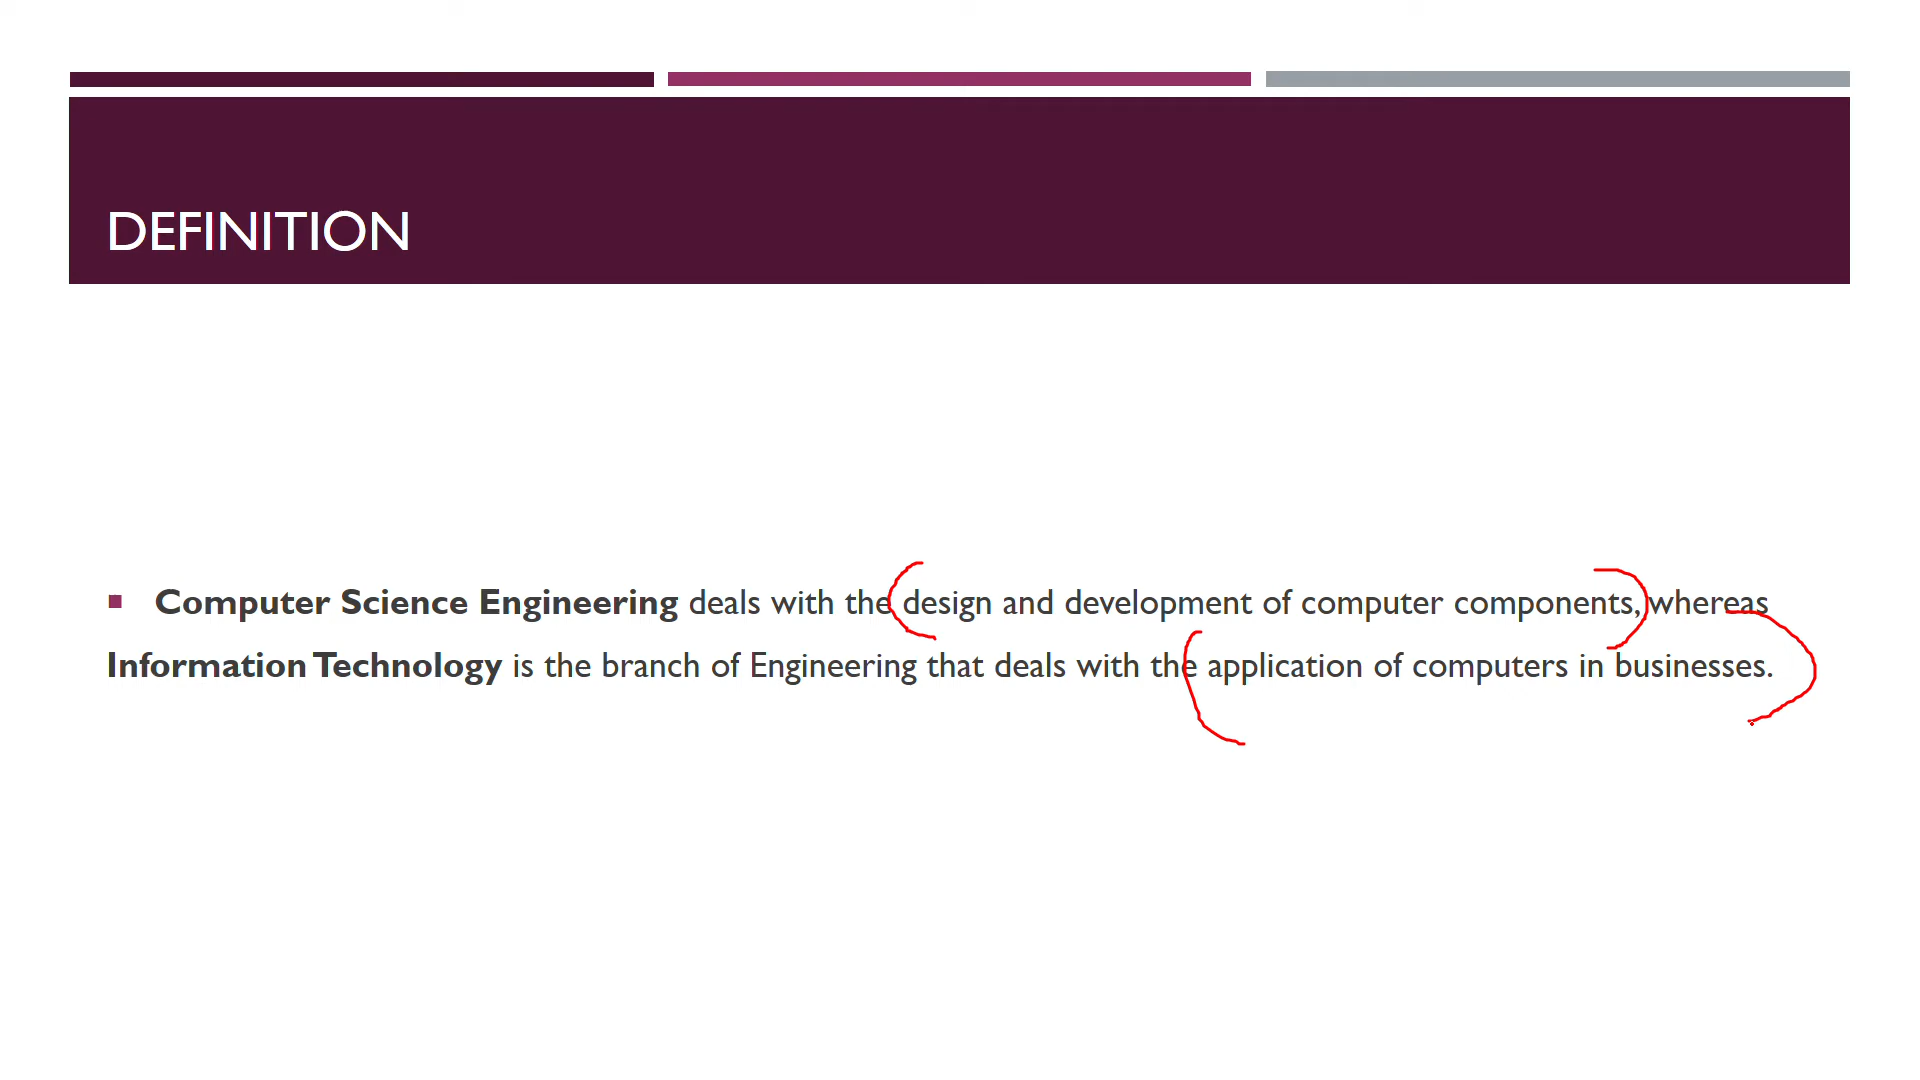 DEFINITION
Computer Science Engineering deals with the design and development of computer components, whereas
Information Technology is the branch of Engineering that deals with the application of computers in businesses.